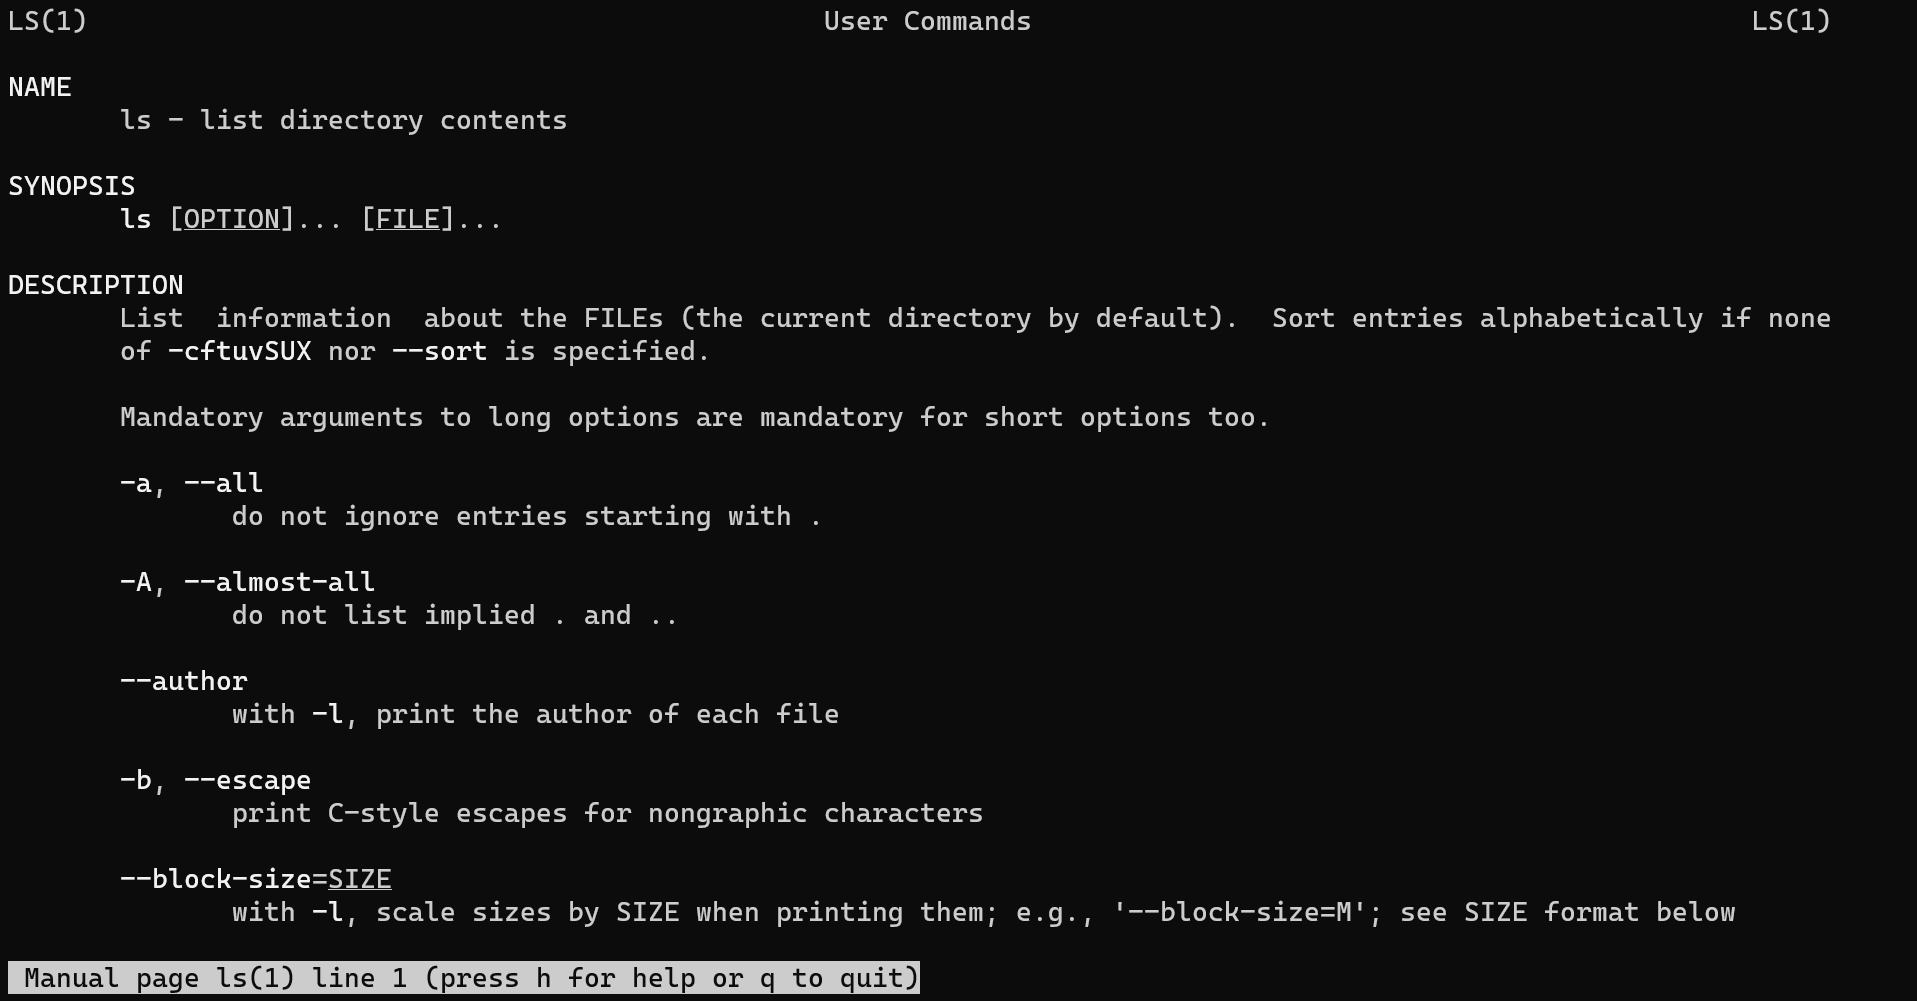 LS(1) User Commands LS(1)
NAME
ls - list directory contents
SYNOPSIS
ls [OPTION]... [FILE]...
DESCRIPTION
List  information  about the FILEs (the current directory by default).  Sort entries alphabetically if none
of -cftuvSUX nor --sort is specified.
Mandatory arguments to long options are mandatory for short options too.
-a, --all
do not ignore entries starting with .
-A, --almost-all
do not list implied . and ..
--author
with -l, print the author of each file
-b, --escape
print C-style escapes for nongraphic characters
--block-size=SIZE
with -l, scale sizes by SIZE when printing them; e.g., '--block-size=M'; see SIZE format below
Manual page ls(1) line 1 (press h for help or q to quit)